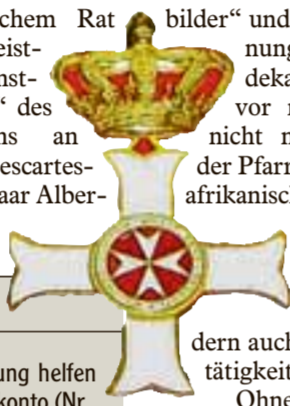 chem Rat
eist-
nst-
“ des
ns an
escartes-
aar Alber-
bilder“ und
nung
deka
vor
nicht
der Pfarr
afrikanisc
dern auch
tätigkeit
Ohne
ung helfen
konto (Nr